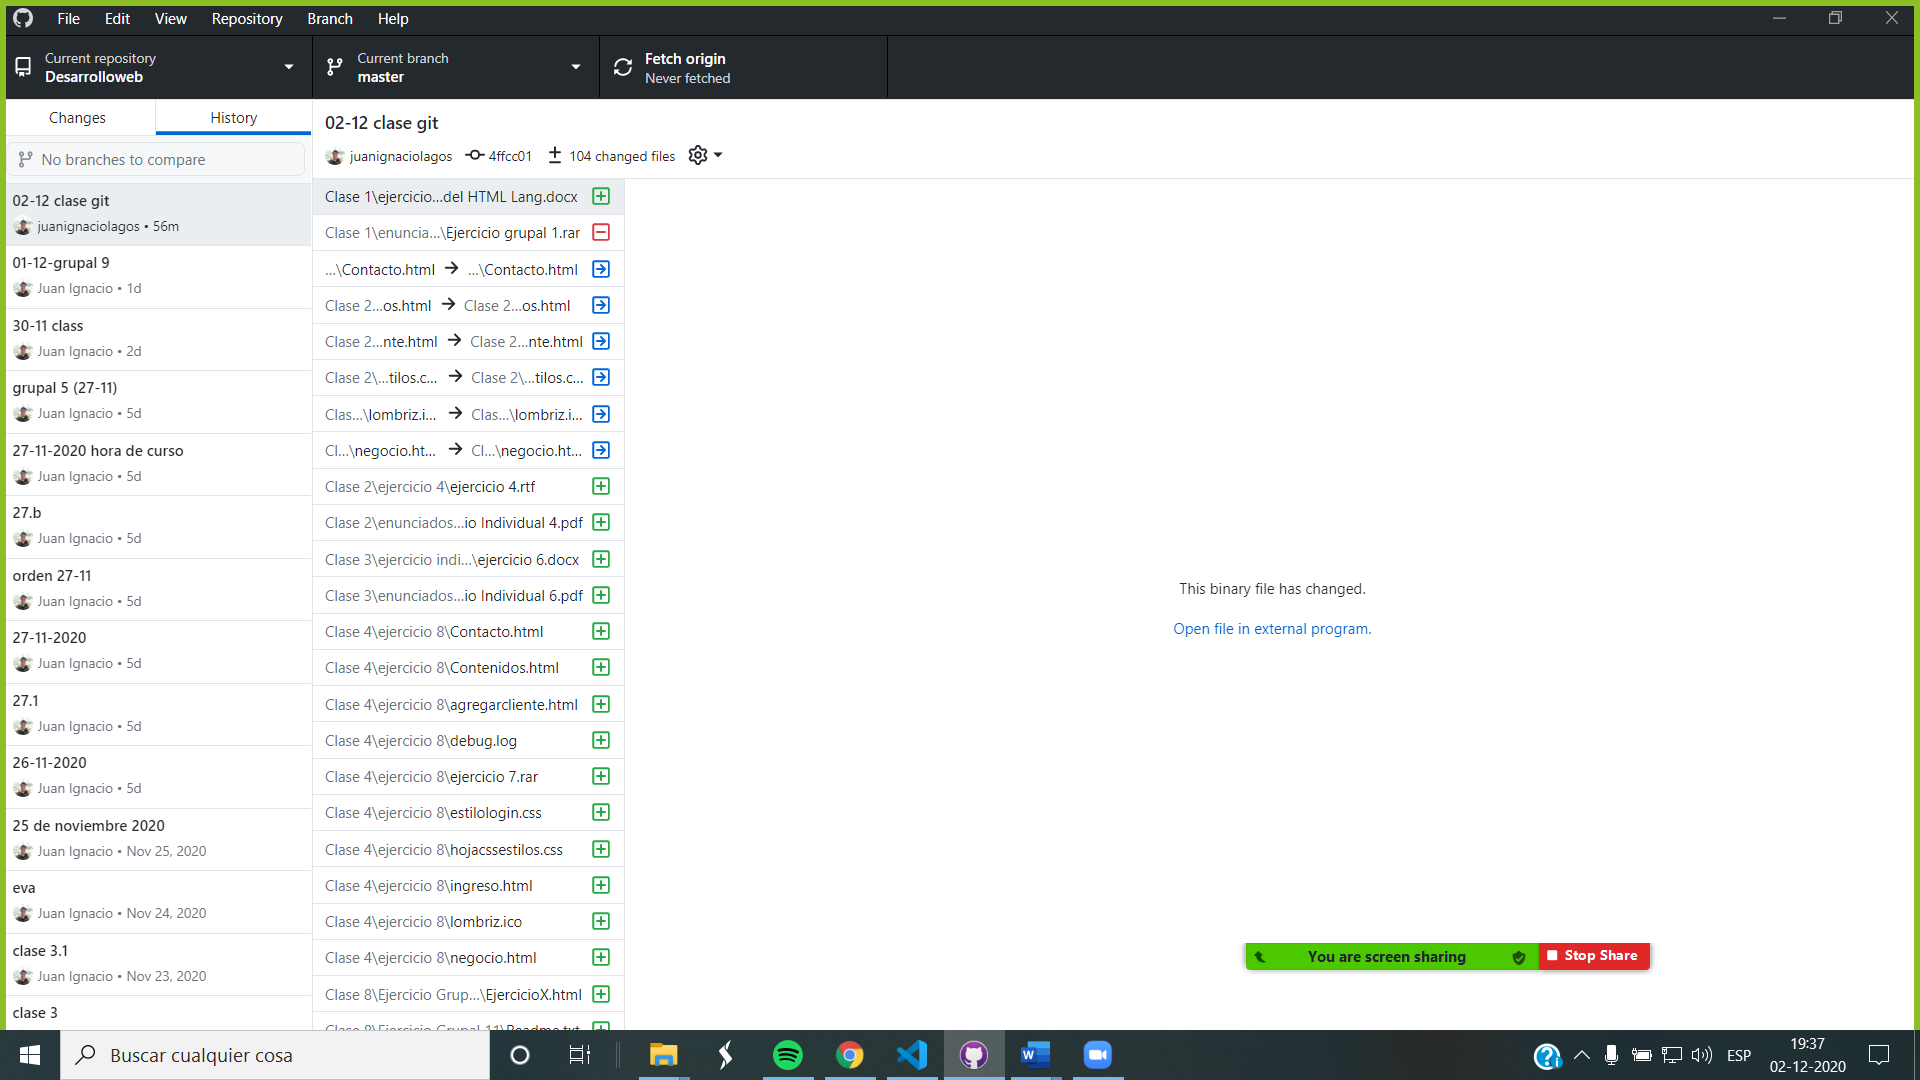 File Edit View Repository Branch Help
Current repository
Desarrolloweb
Current branch
master
Fetch origin
Never fetched
Changes
History
No branches to compare
02-12 clase git
juanignaciolagos • 56m
01-12-grupal 9
Juan Ignacio • 1d
30-11 class
Juan Ignacio • 2d
grupal 5 (27-11)
Juan Ignacio • 5d
27-11-2020 hora de curso
Juan Ignacio • 5d
27.b
Juan Ignacio • 5d
orden 27-11
Juan Ignacio • 5d
27-11-2020
Juan Ignacio • 5d
27.1
Juan Ignacio • 5d
26-11-2020
Juan Ignacio • 5d
25 de noviembre 2020
Juan Ignacio • Nov 25, 2020
eva
Juan Ignacio • Nov 24, 2020
clase 3.1
Juan Ignacio • Nov 23, 2020
clase 3
02-12 clase git
juanignaciolagos 4ffcc01 104 changed files
Clase 1\ejercicio...del HTML Lang.docx
Clase 1\enuncia...\Ejercicio grupal 1.rar
...\Contacto.html → ...\Contacto.html
Clase 2...os.html → Clase 2...os.html
Clase 2...nte.html → Clase 2...nte.html
Clase 2\...tilos.c... → Clase 2\...tilos.c...
Clas...\lombriz.i... → Clas...\lombriz.i...
Cl...\negocio.ht... → Cl...\negocio.ht...
Clase 2\ejercicio 4\ejercicio 4.rtf
Clase 2\enunciados...io Individual 4.pdf
Clase 3\ejercicio indi...\ejercicio 6.docx
Clase 3\enunciados...io Individual 6.pdf
Clase 4\ejercicio 8\Contacto.html
Clase 4\ejercicio 8\Contenidos.html
Clase 4\ejercicio 8\agregarcliente.html
Clase 4\ejercicio 8\debug.log
Clase 4\ejercicio 8\ejercicio 7.rar
Clase 4\ejercicio 8\estilologin.css
Clase 4\ejercicio 8\hojacssestilos.css
Clase 4\ejercicio 8\ingreso.html
Clase 4\ejercicio 8\lombriz.ico
Clase 4\ejercicio 8\negocio.html
Clase 8\Ejercicio Grup...\EjercicioX.html
Clase 8\Ejercicio Grupal 11\Readme.txt
This binary file has changed.
Open file in external program.
You are screen sharing
Stop Share
Buscar cualquier cosa
ESP
19:37
02-12-2020